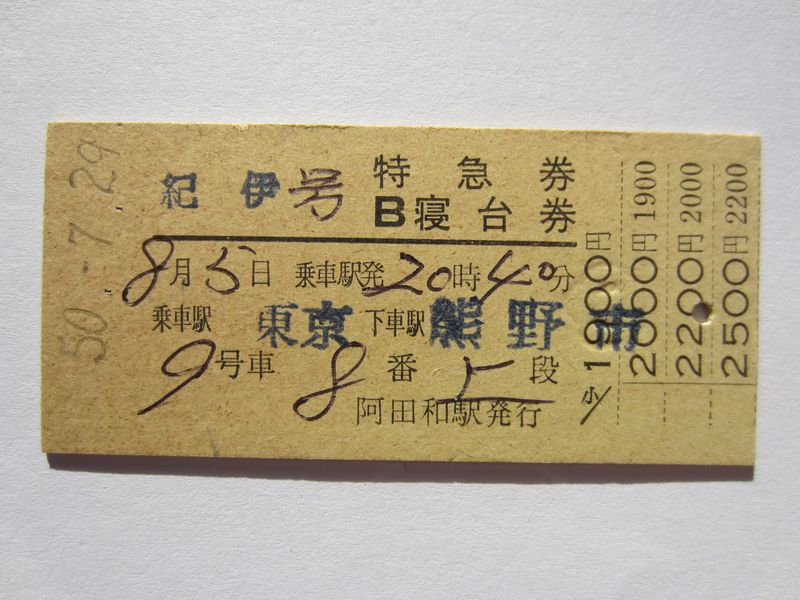 50.-7.29
紀伊号 特急券
B寝台券
8月5日 乗車駅発 20時40分
乗車駅 東京 下車駅 熊野市
9号車 8番 上段
阿田和駅発行
小/1900円
2000円 1900
2200円 2000
2500円 2200